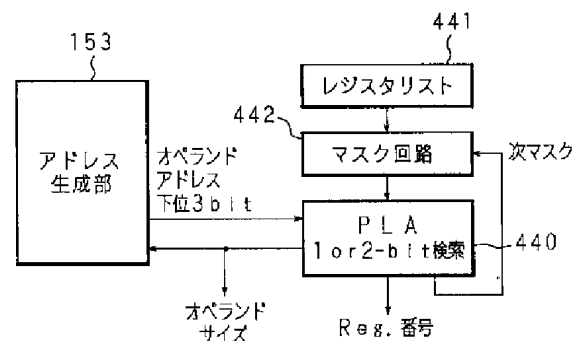 153
441
レジスタリスト
442
マスク回路
次マスク
アドレス
生成部
オペランド
アドレス
下位3bit
PLA
1or2-bit検索
440
オペランド
サイズ
Reg.番号